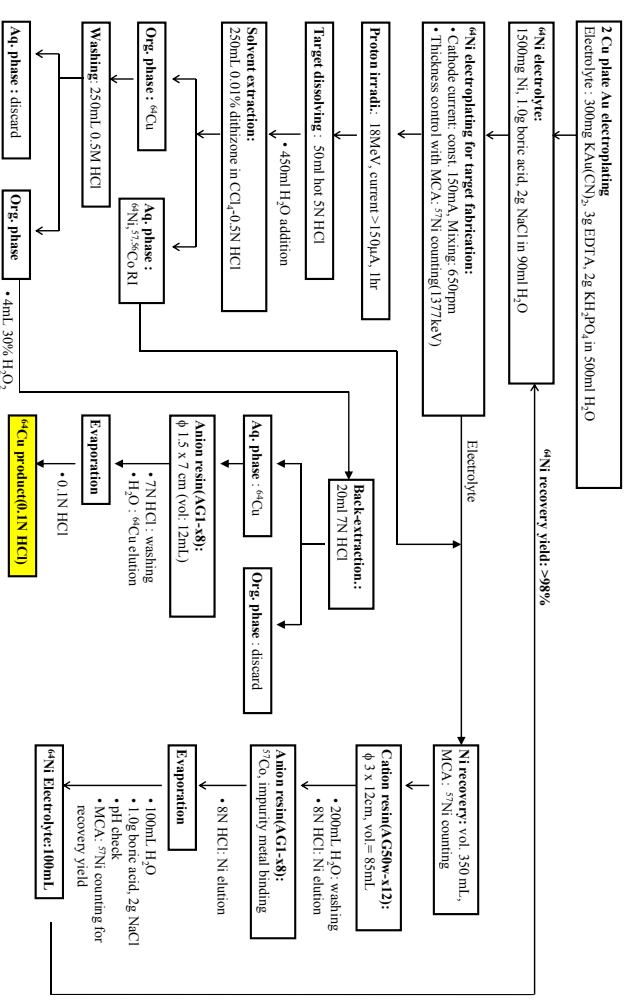 2 Cu plate Au electroplating
Electrolyte : 300mg KAu(CN)₂, 3g EDTA, 2g KH₂PO₄ in 500ml H₂O
⁶⁴Ni electrolyte:
1500mg Ni, 1.0g boric acid, 2g NaCl in 90ml H₂O
⁶⁴Ni electroplating for target fabrication:
• Cathode current: const. 150mA, Mixing: 650rpm
• Thickness control with MCA: ⁵⁷Ni counting(1377keV)
Proton irradi.: 18MeV, current >150μA, 1hr
Target dissolving : 50ml hot 5N HCl
• 450ml H₂O addition
Solvent extraction:
250mL 0.01% dithizone in CCl₄-0.5N HCl
Org. phase : ⁶⁴Cu
Aq. phase :
⁶⁴Ni, ⁵⁷,⁵⁶Co RI
Washing: 250mL 0.5M HCl
Aq. phase : discard
Org. phase
• 4mL 30% H₂O₂
Electrolyte
Back-extraction.:
20ml 7N HCl
Aq. phase : ⁶⁴Cu
Org. phase : discard
Anion resin(AG1-x8):
ϕ 1.5 x 7 cm (vol: 12mL)
• 7N HCl : washing
• H₂O : ⁶⁴Cu elution
Evaporation
• 0.1N HCl
⁶⁴Cu product(0.1N HCl)
⁶⁴Ni recovery yield: >98%
Ni recovery: vol. 350 mL,
MCA: ⁵⁷Ni counting
Cation resin(AG50w-x12):
ϕ 3 x 12cm, vol.= 85mL
• 200mL H₂O: washing
• 8N HCl: Ni elution
Anion resin(AG1-x8):
⁵⁷Co, impurity metal binding
• 8N HCl: Ni elution
Evaporation
• 100mL H₂O
• 1.0g boric acid, 2g NaCl
• pH check
• MCA: ⁵⁷Ni counting for
recovery yield
⁶⁴Ni Electrolyte:100mL